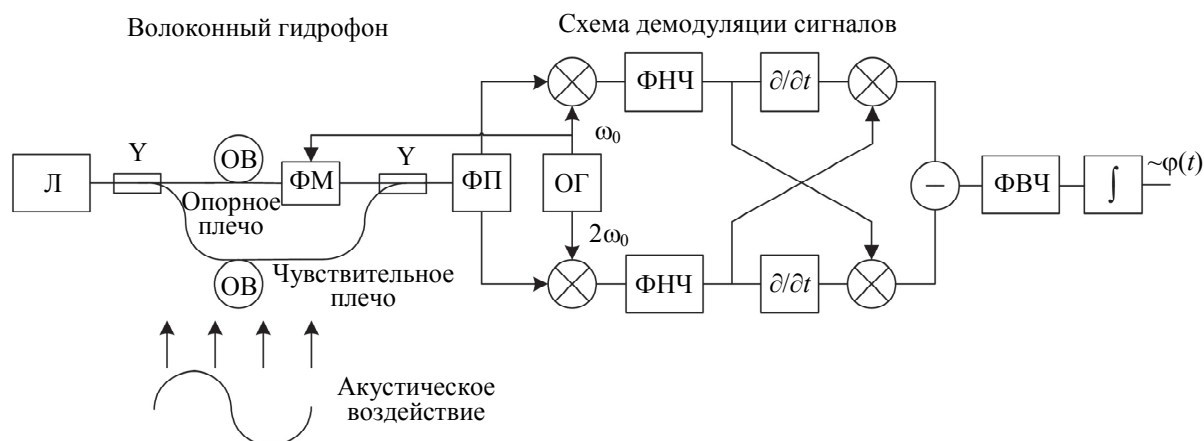 Волоконный гидрофон
Схема демодуляции сигналов
ФНЧ
∂/∂t
ω₀
Y
ОВ
Y
Л
ФМ
ФП
ОГ
–
ФВЧ
∫
~φ(t)
Опорное
плечо
2ω₀
Чувствительное
плечо
ОВ
ФНЧ
∂/∂t
Акустическое
воздействие